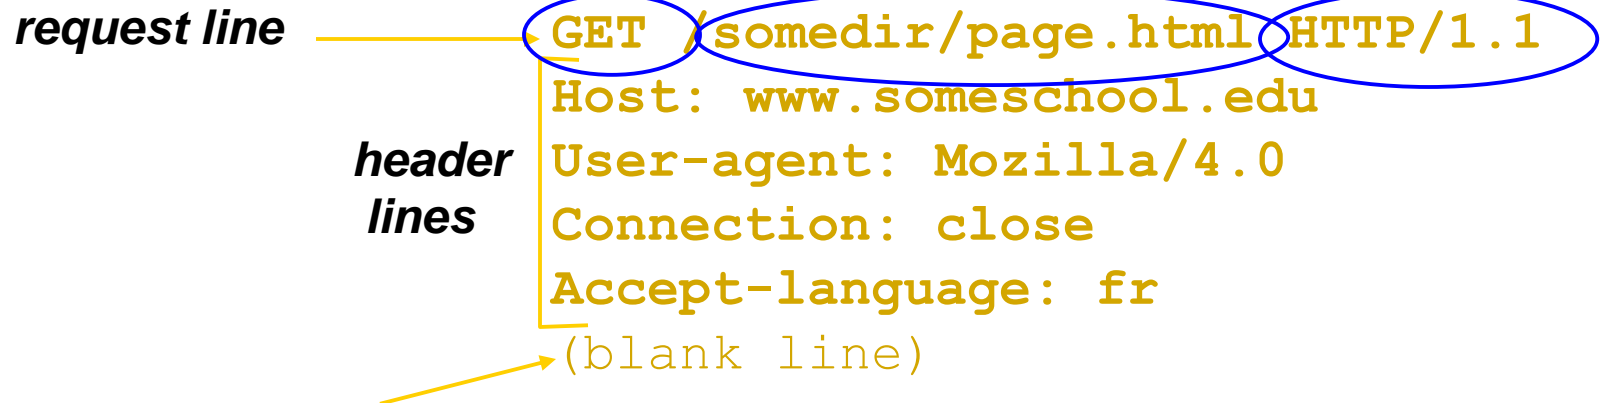 request line
GET /somedir/page.html HTTP/1.1
Host: www.someschool.edu
header
lines
User-agent: Mozilla/4.0
Connection: close
Accept-language: fr
(blank line)